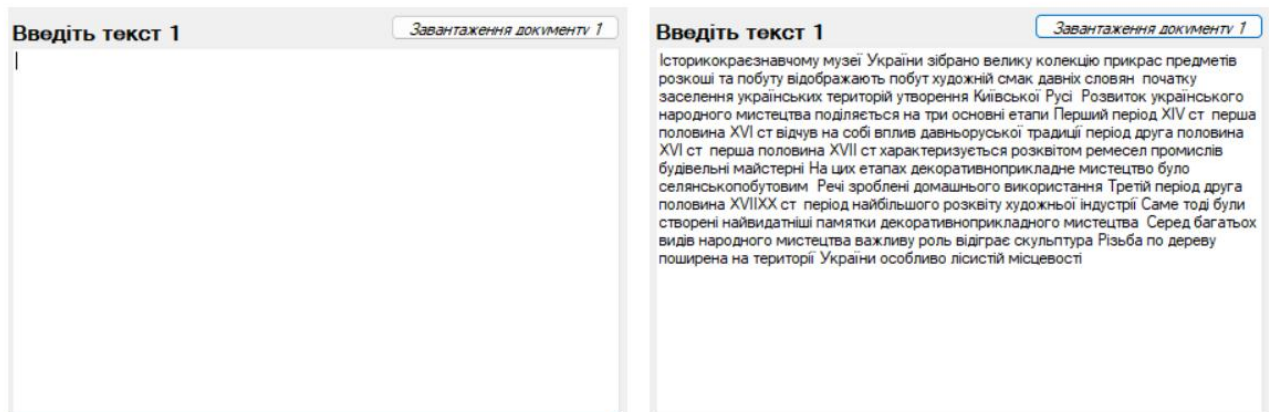 Введіть текст 1
Завантаження документу 1
Введіть текст 1
Завантаження документу 1
Історикокраєзнавчому музеї України зібрано велику колекцію прикрас предметів
розкоші та побуту відображають побут художній смак давніх словян початку
заселення українських територій утворення Київської Русі Розвиток українського
народного мистецтва поділяється на три основні етапи Перший період XIV ст перша
половина XVI ст відчув на собі вплив давньоруської традиції період друга половина
XVI ст перша половина XVII ст характеризується розквітом ремесел промислів
будівельні майстерні На цих етапах декоративноприкладне мистецтво було
селянськопобутовим Речі зроблені домашнього використання Третій період друга
половина XVIIXX ст період найбільшого розквіту художньої індустрії Саме тоді були
створені найвидатніші памятки декоративноприкладного мистецтва Серед багатьох
видів народного мистецтва важливу роль відіграє скульптура Різьба по дереву
поширена на території України особливо лісистій місцевості